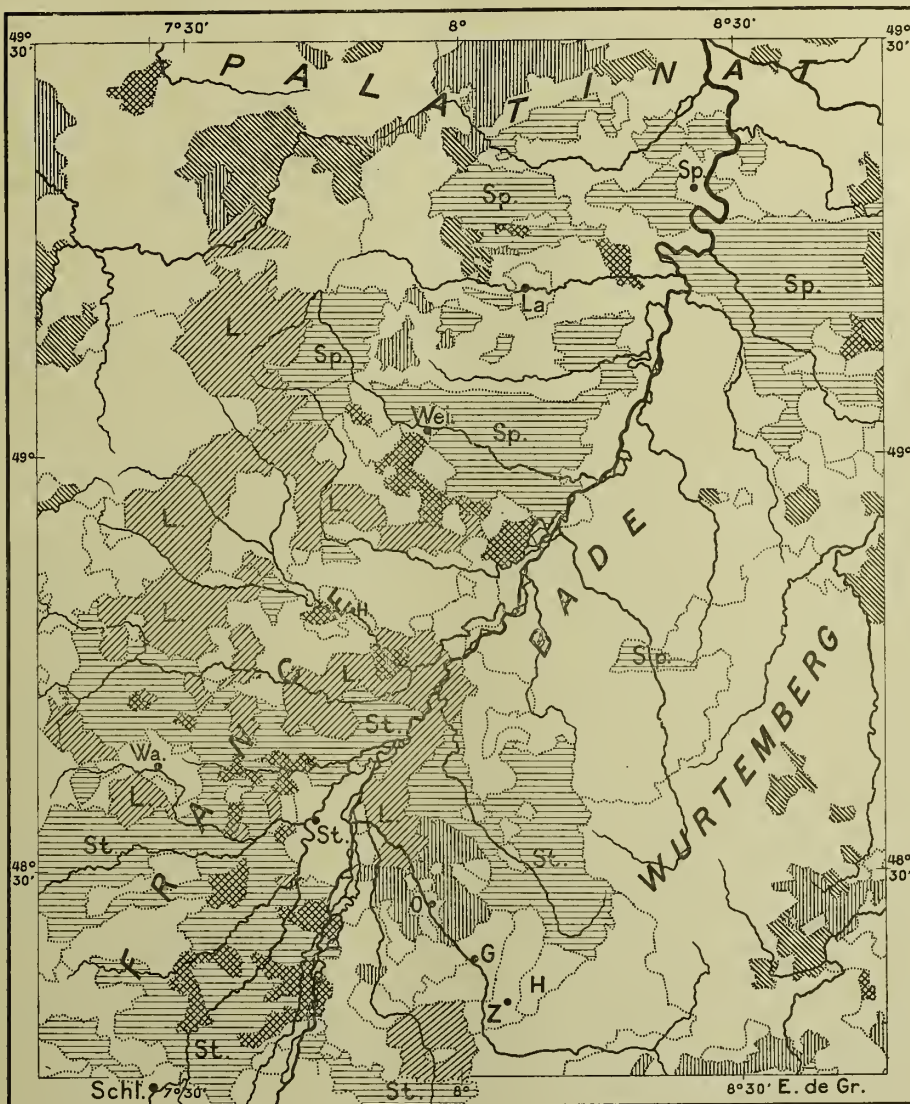 7°30' 8° 8°30'
49° 30' 49° 30'
PALATINAT
Sp.
Sp.
Sp.
La.
L.
Sp.
Wei.
Sp.
49° 49°
L. L.
BADE
H.
L.
Sp.
L.
St.
WURTEMBERG
Wa.
L.
L.
St. St. St.
FRANCE
48° 30' 48° 30'
O
G
H
Z
St.
Schl. 7°30' St. 8° 8°30' E. de Gr.